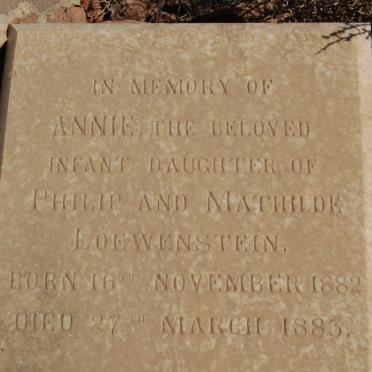 IN MEMORY OF
ANNIE, THE BELOVED
INFANT DAUGHTER OF
PHILIP AND MATHILDE
LOEWENSTEIN.
BORN 16TH NOVEMBER 1882
DIED 27TH MARCH 1883.